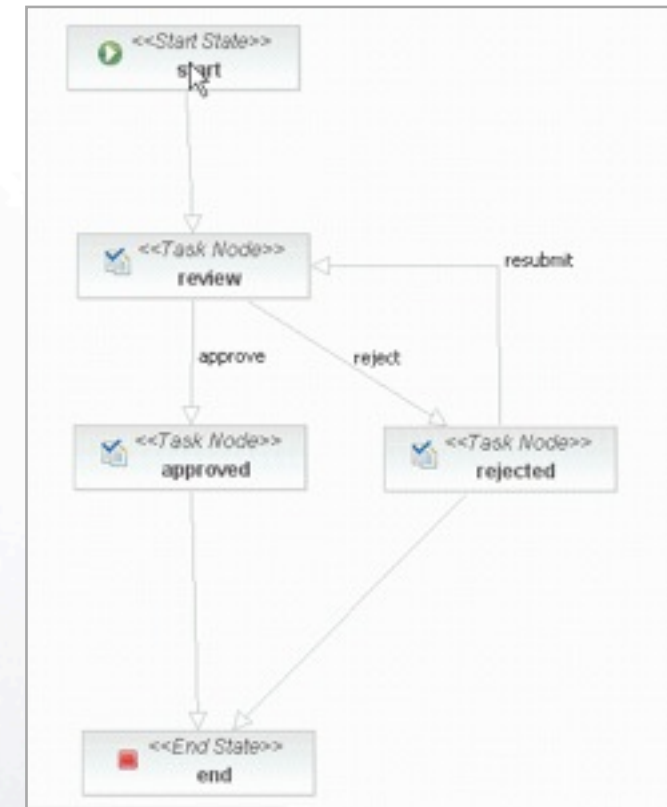 <<Start State>>
start
<<Task Node>>
review
resubmit
approve
reject
<<Task Node>>
approved
<<Task Node>>
rejected
<<End State>>
end